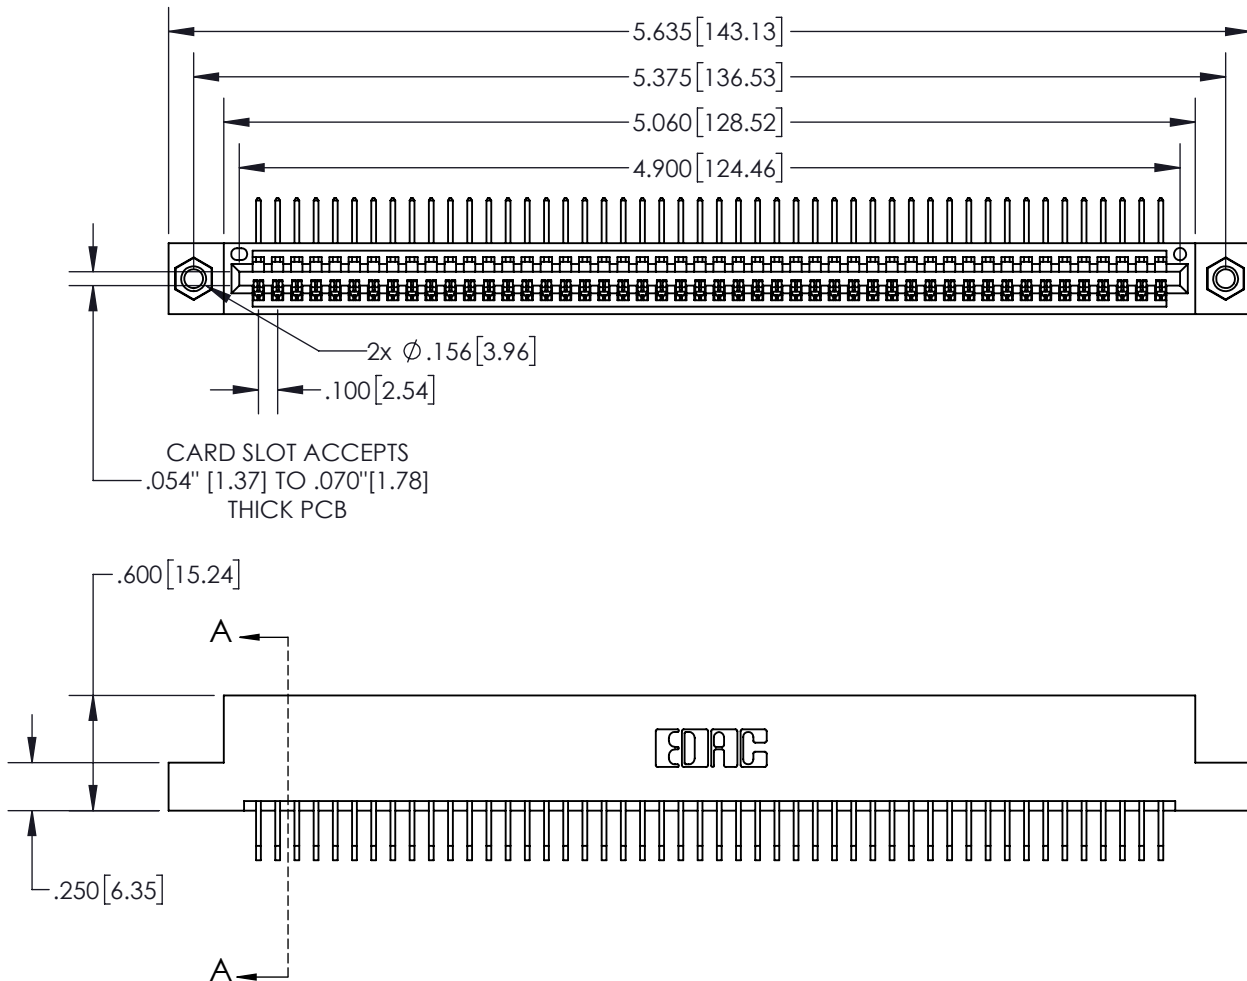 5.635[143.13]
5.375[136.53]
5.060[128.52]
4.900[124.46]
2x Ø.156[3.96]
.100[2.54]
CARD SLOT ACCEPTS
.054" [1.37] TO .070"[1.78]
THICK PCB
.600[15.24]
A
EDAC
.250[6.35]
A